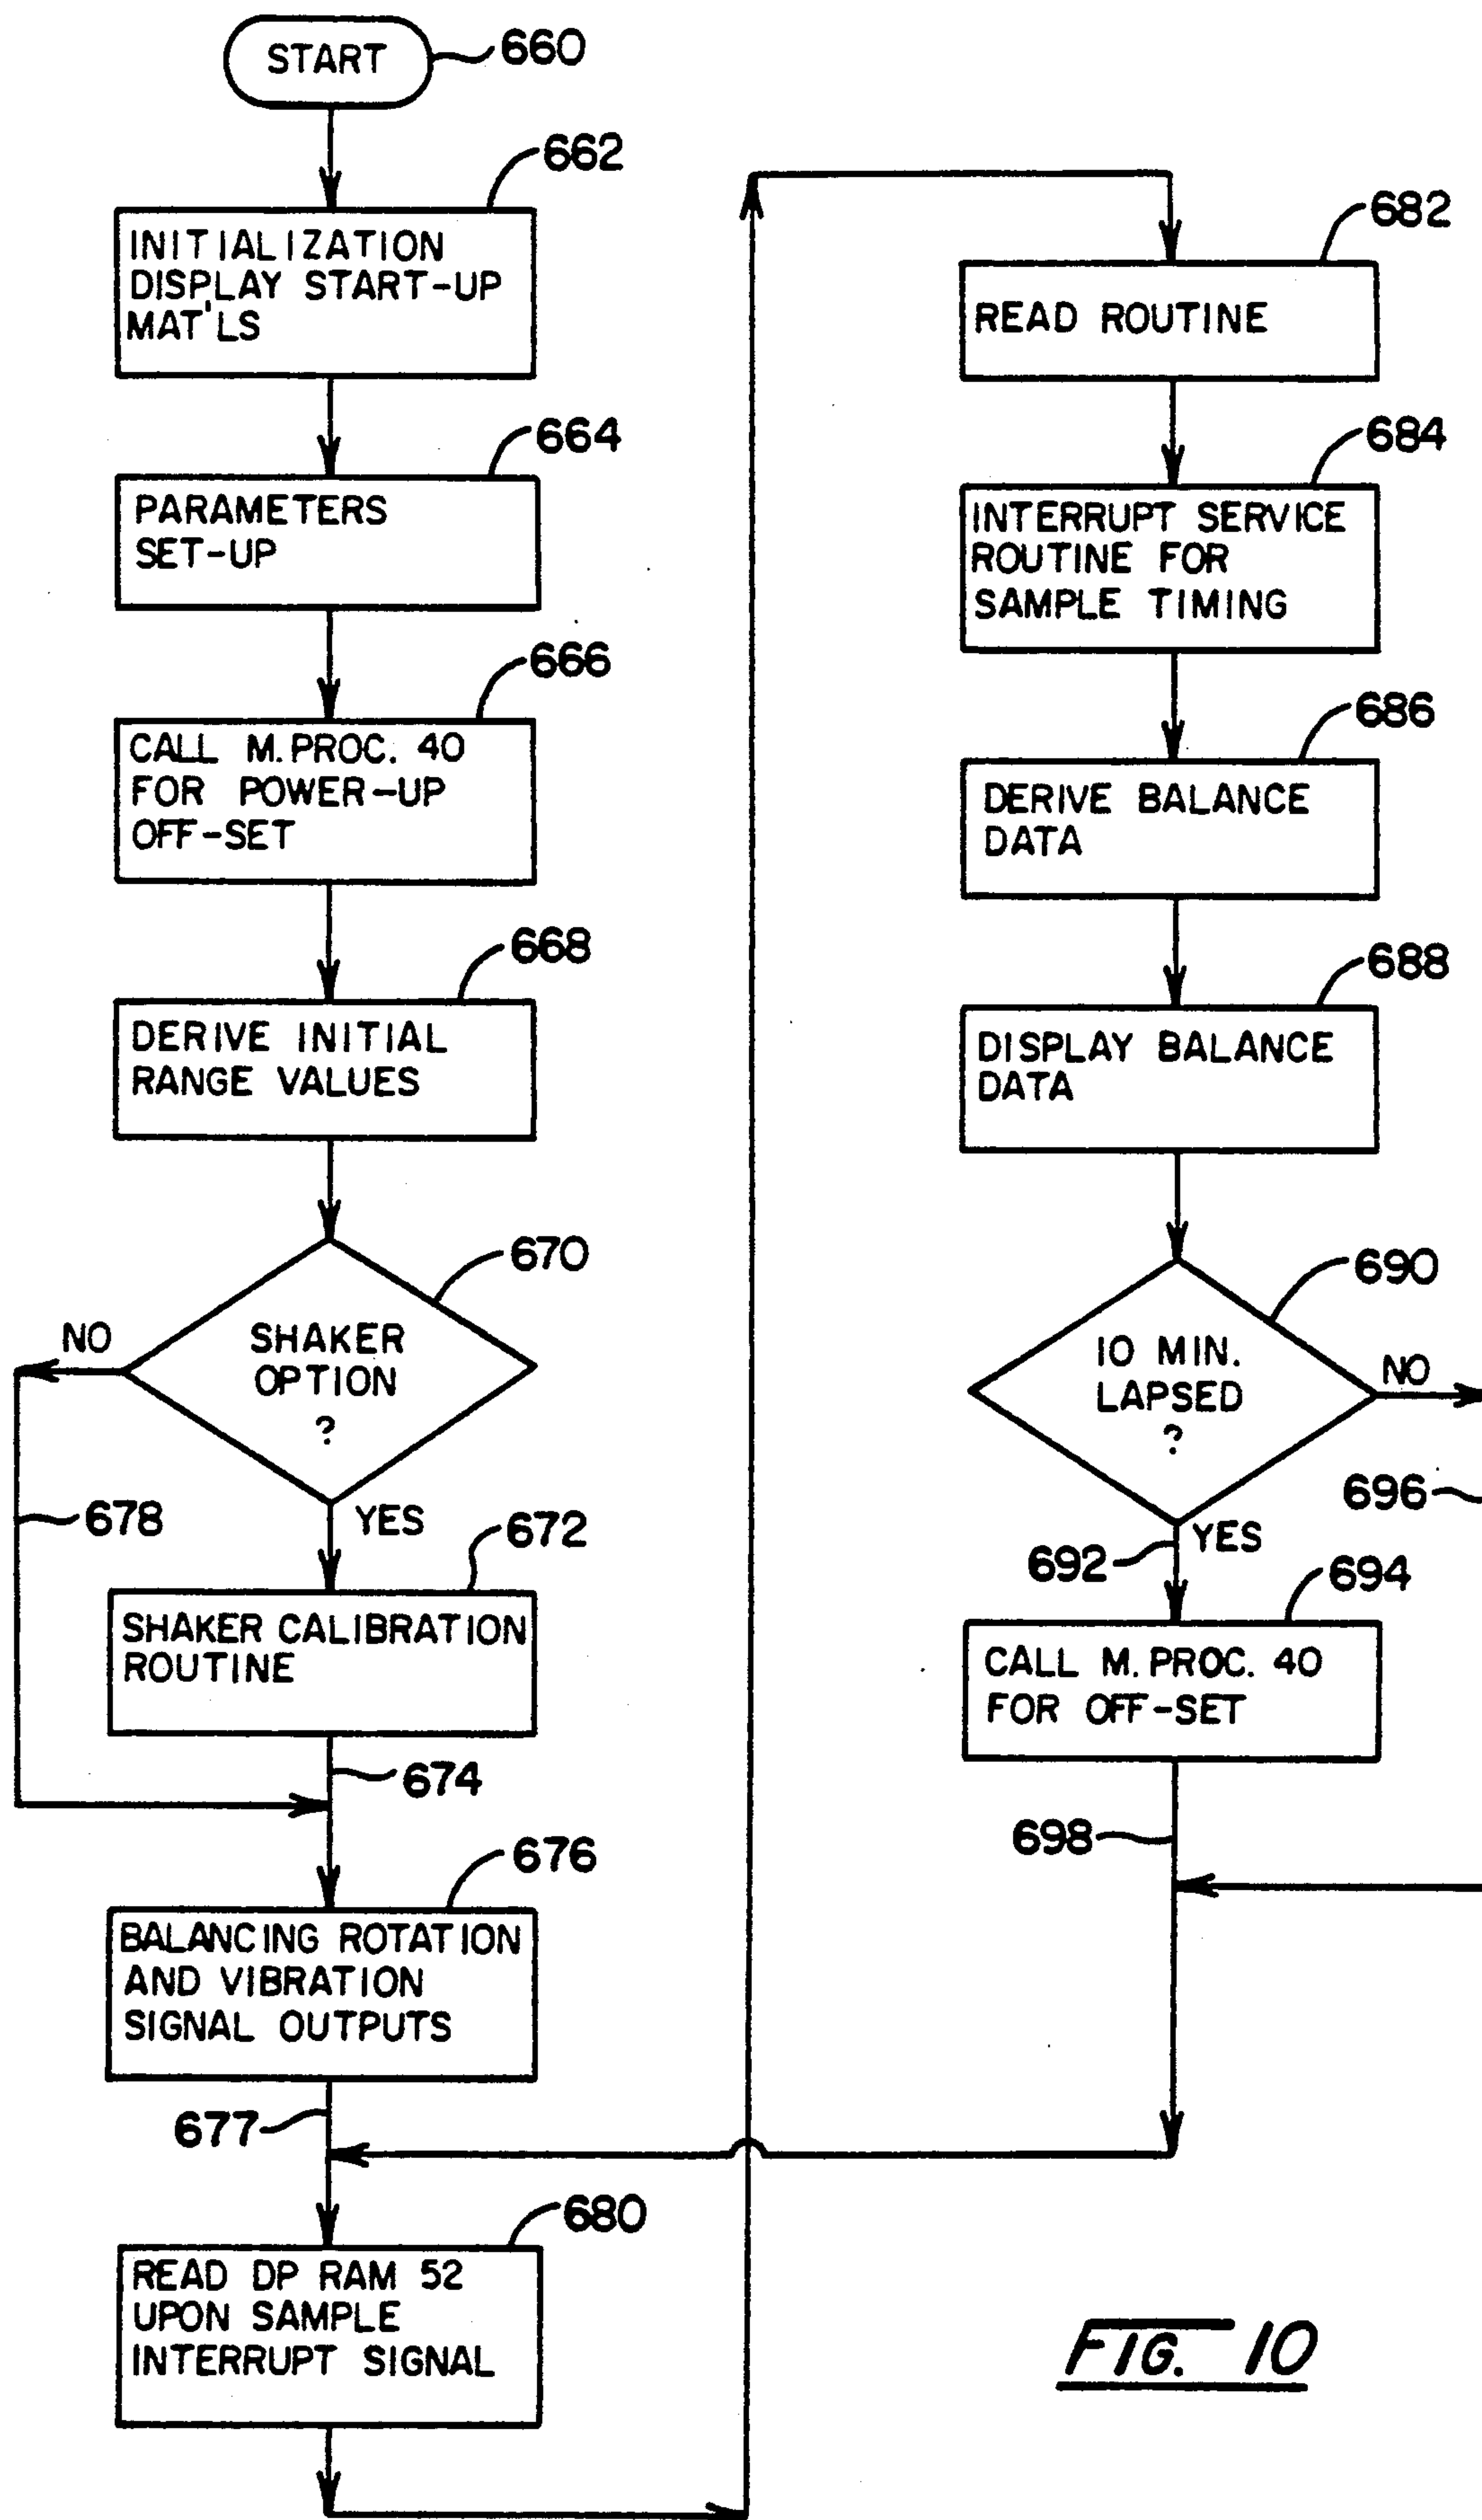 START
660
662
INITIALIZATION
DISPLAY START-UP
MAT'LS
664
PARAMETERS
SET-UP
666
CALL M. PROC. 40
FOR POWER-UP
OFF-SET
668
DERIVE INITIAL
RANGE VALUES
670
SHAKER
OPTION
?
NO
678
YES
672
SHAKER CALIBRATION
ROUTINE
674
676
BALANCING ROTATION
AND VIBRATION
SIGNAL OUTPUTS
677
680
READ DP RAM 52
UPON SAMPLE
INTERRUPT SIGNAL
682
READ ROUTINE
684
INTERRUPT SERVICE
ROUTINE FOR
SAMPLE TIMING
686
DERIVE BALANCE
DATA
688
DISPLAY BALANCE
DATA
690
10 MIN.
LAPSED
?
NO
696
YES
692
694
CALL M. PROC. 40
FOR OFF-SET
698
FIG. 10